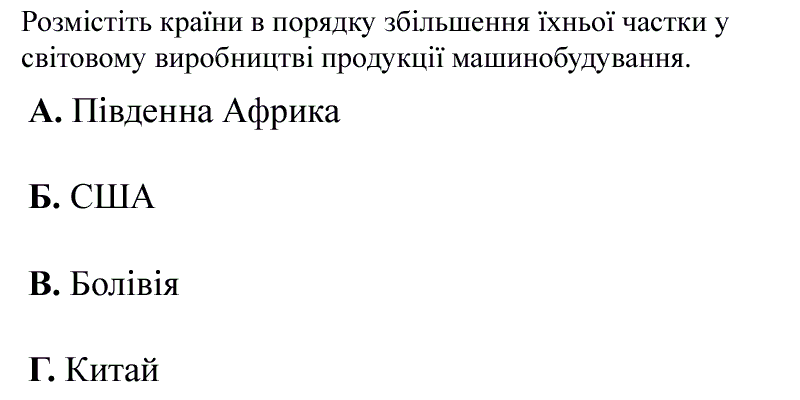 Розмістіть країни в порядку збільшення їхньої частки у
світовому виробництві продукції машинобудування.
А. Південна Африка
Б. США
В. Болівія
Г. Китай